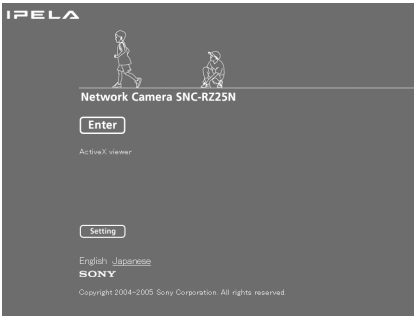 IPELA
Network Camera SNC-RZ25N
Enter
ActiveX viewer
Setting
English Japanese
SONY
Copyright 2004-2005 Sony Corporation. All rights reserved.